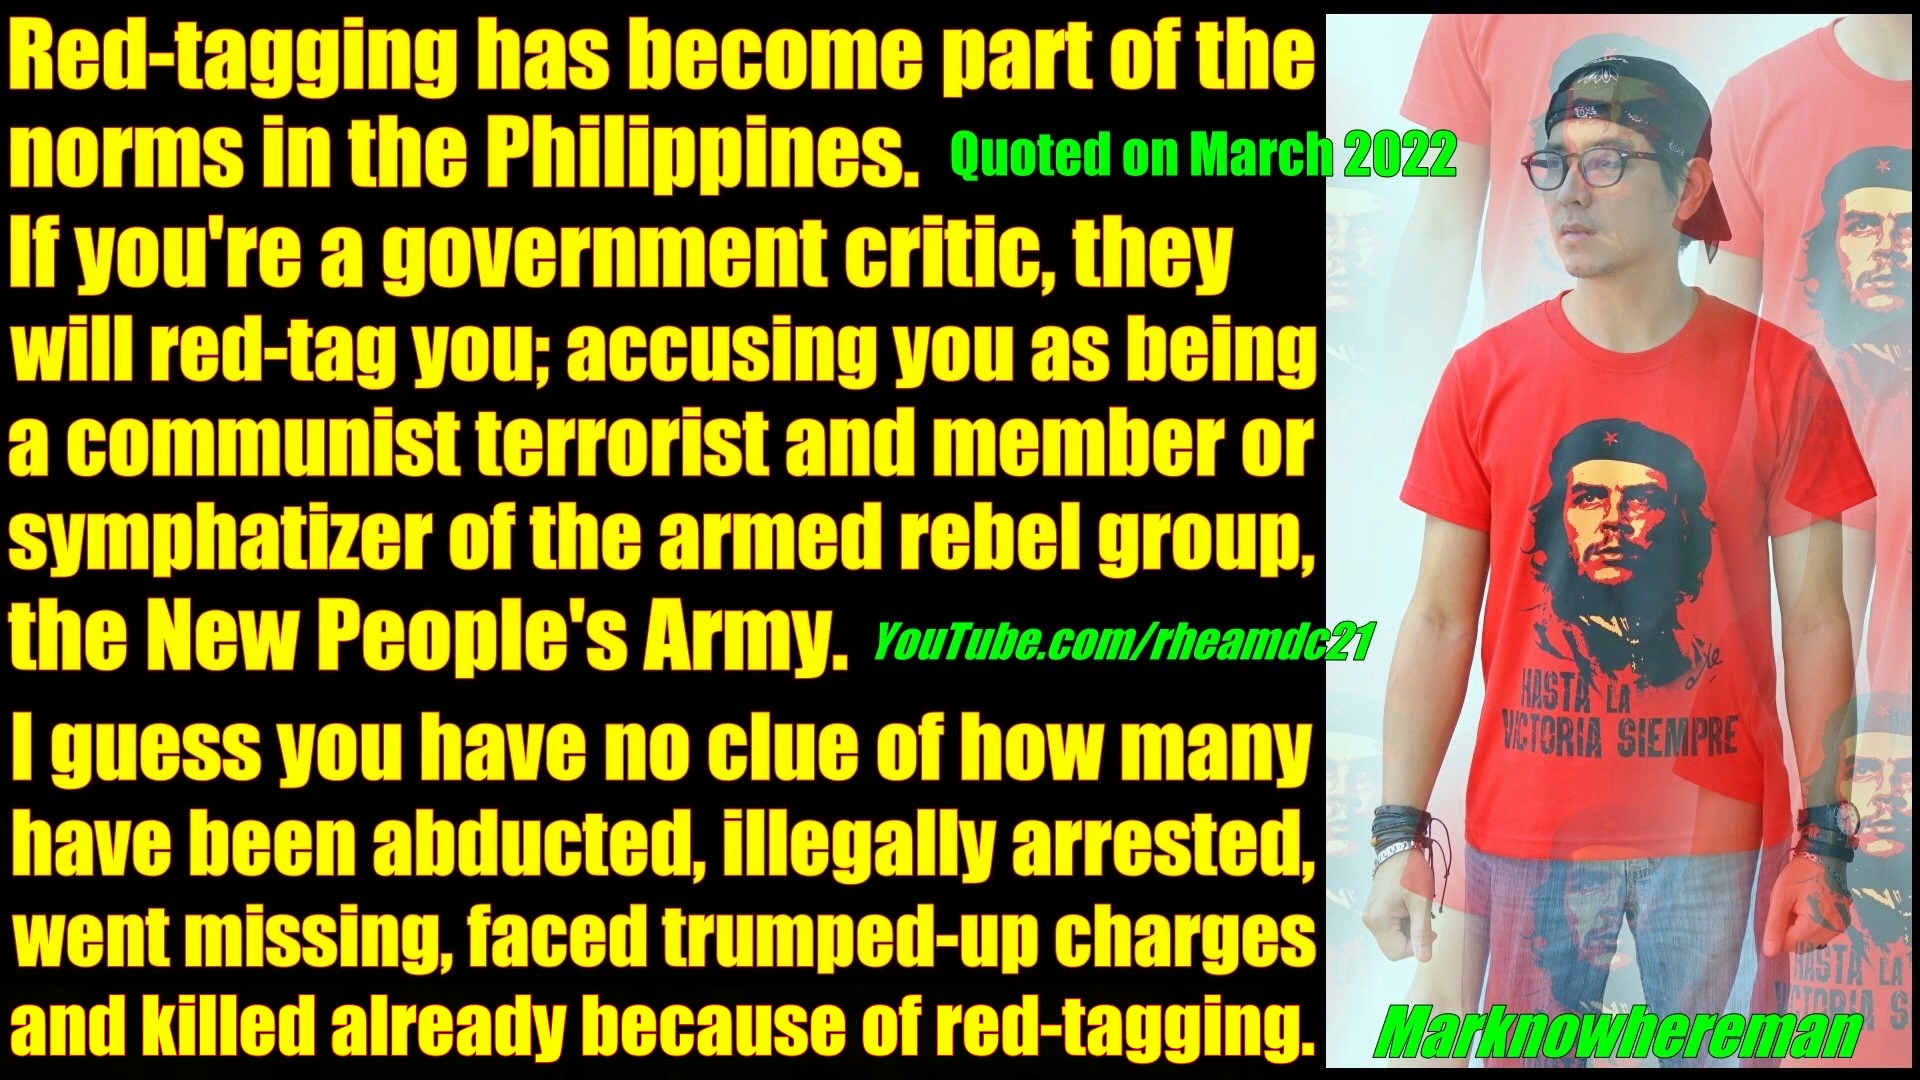 Red-tagging has become part of the
norms in the Philippines. Quoted on March 2022
If you're a government critic, they
will red-tag you; accusing you as being
a communist terrorist and member or
symphatizer of the armed rebel group,
the New People's Army. YouTube.com/rheamdc21
I guess you have no clue of how many
have been abducted, illegally arrested,
went missing, faced trumped-up charges
and killed already because of red-tagging.
HASTA LA
VICTORIA SIEMPRE
HASTA LA
VICTORIA S
Marknowhereman